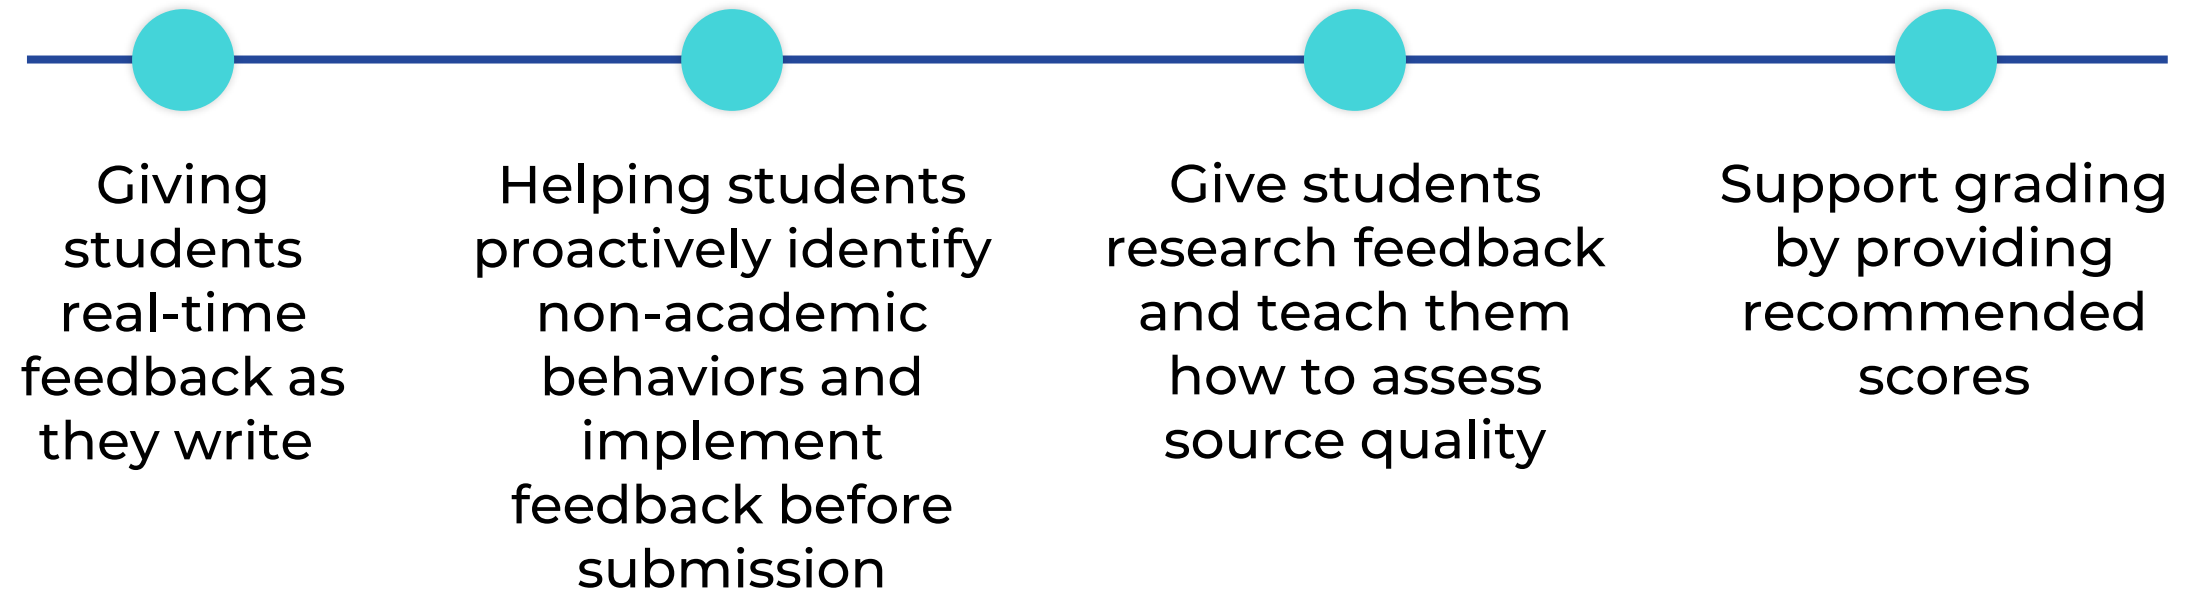 Giving
students
real-time
feedback as
they write
Helping students
proactively identify
non-academic
behaviors and
implement
feedback before
submission
Give students
research feedback
and teach them
how to assess
source quality
Support grading
by providing
recommended
scores